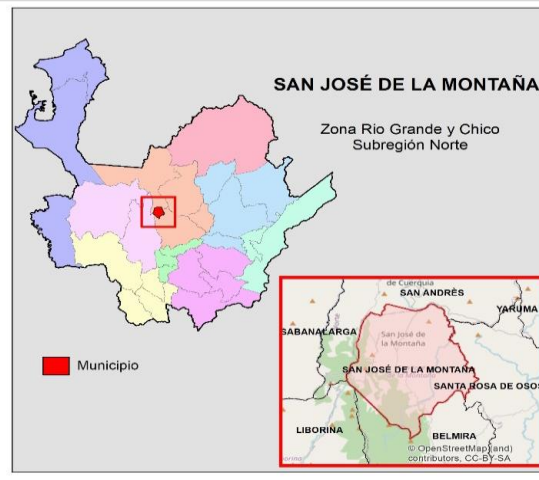 SAN JOSÉ DE LA MONTAÑA
Zona Rio Grande y Chico
Subregión Norte
Municipio
de Cuerquia
SAN ANDRÉS
YARUMA
SABANALARGA
San José de
la Montaña
SAN JOSÉ DE LA MONTAÑA
SANTA ROSA DE OSOS
LIBORINA
BELMIRA
© OpenStreetMap (and)
contributors, CC-BY-SA